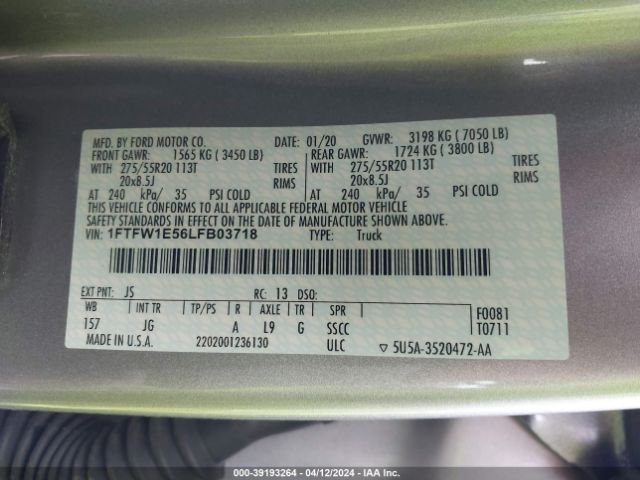 MFD. BY FORD MOTOR CO. DATE: 01/20 GVWR: 3198 KG ( 7050 LB)
FRONT GAWR: 1565 KG ( 3450 LB) REAR GAWR: 1724 KG ( 3800 LB)
WITH 275/55R20 113T TIRES WITH 275/55R20 113T TIRES
20x8.5J RIMS 20x8.5J RIMS
AT 240 kPa/ 35 PSI COLD AT 240 kPa/ 35 PSI COLD
THIS VEHICLE CONFORMS TO ALL APPLICABLE FEDERAL MOTOR VEHICLE
SAFETY STANDARDS IN EFFECT ON THE DATE OF MANUFACTURE SHOWN ABOVE.
VIN: 1FTFW1E56LFB03718 TYPE: Truck
EXT PNT: JS RC: 13 DSO:
WB INT TR TP/PS R AXLE TR SPR F0081
157 JG A L9 G SSCC T0711
MADE IN U.S.A. 2202001236130 ULC ▽ 5U5A-3520472-AA
000-39193264 - 04/12/2024 - IAA Inc.